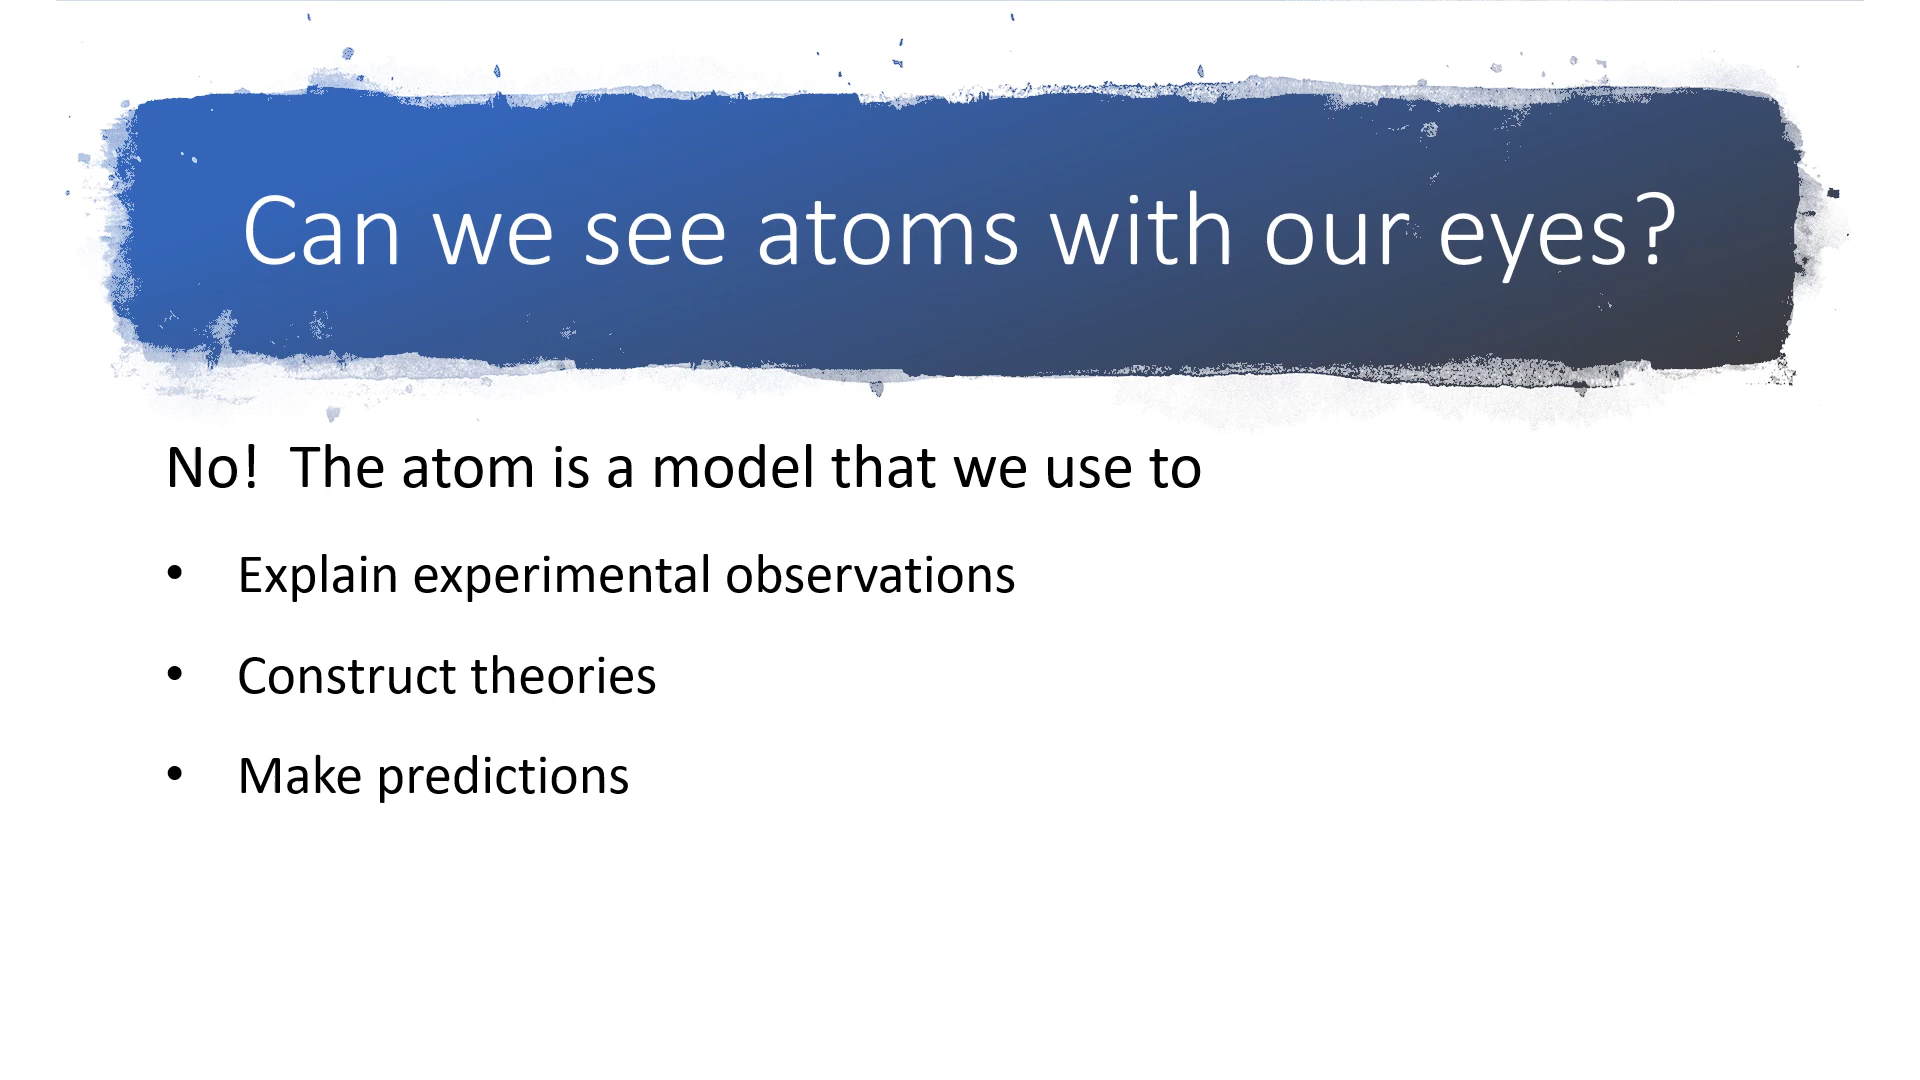 Can we see atoms with our eyes?
No!  The atom is a model that we use to
• Explain experimental observations
• Construct theories
• Make predictions